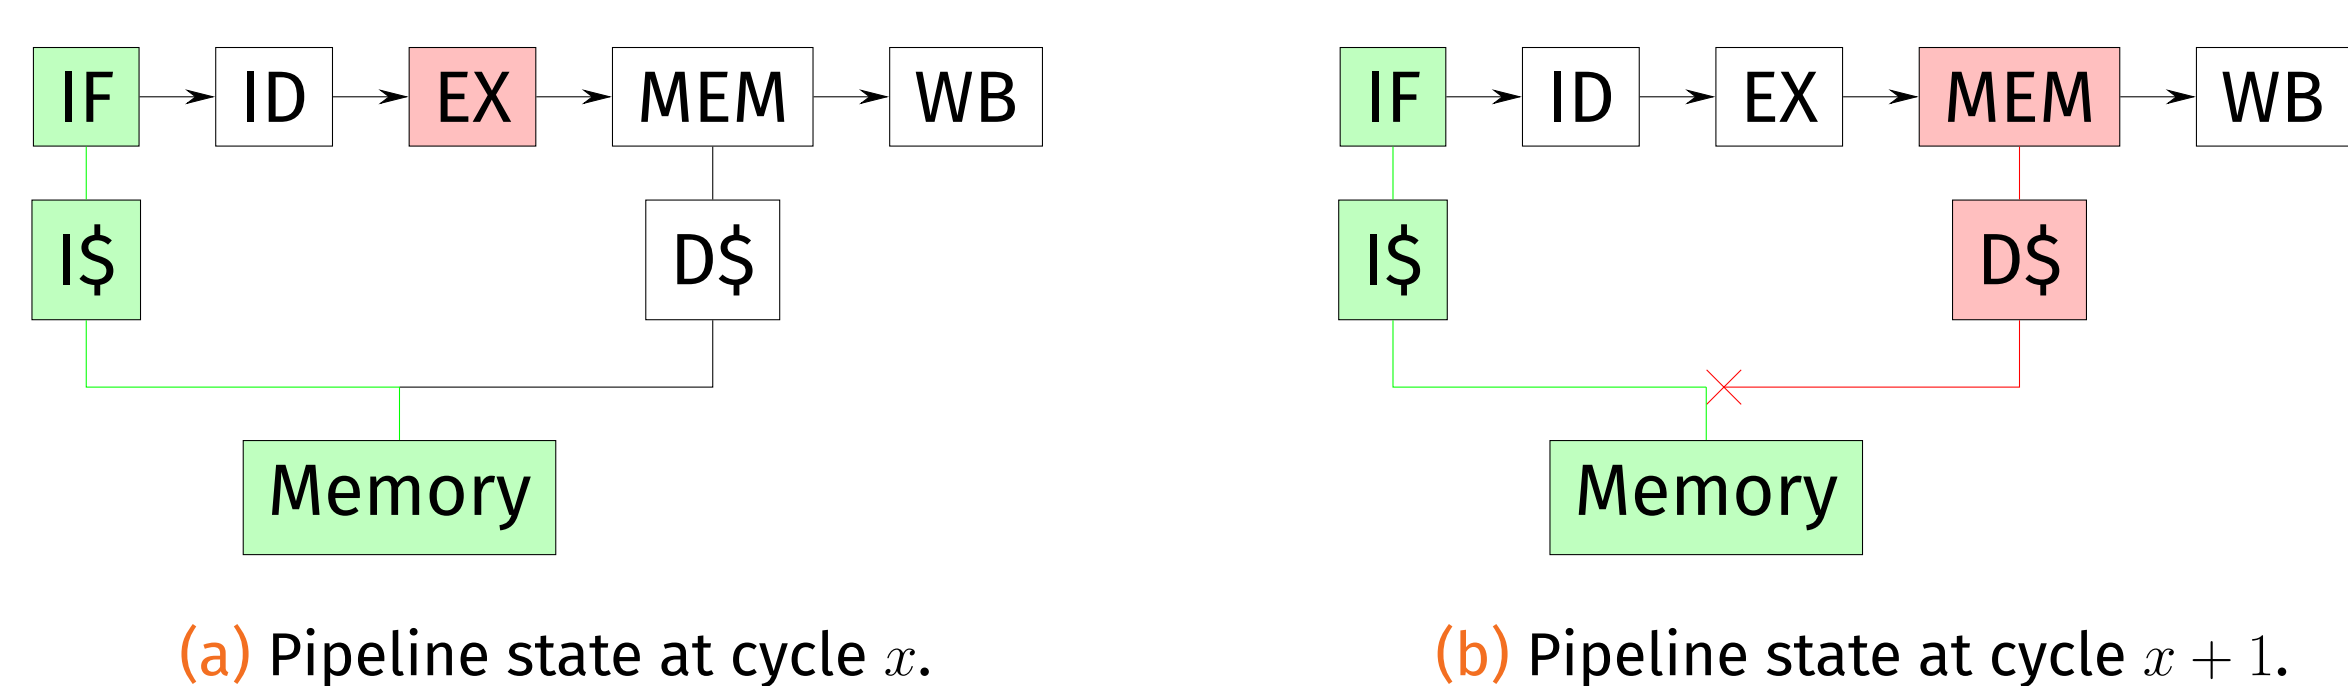 IF ID EX MEM WB IF ID EX MEM WB
I$ D$ I$ D$
Memory Memory
(a) Pipeline state at cycle x. (b) Pipeline state at cycle x + 1.